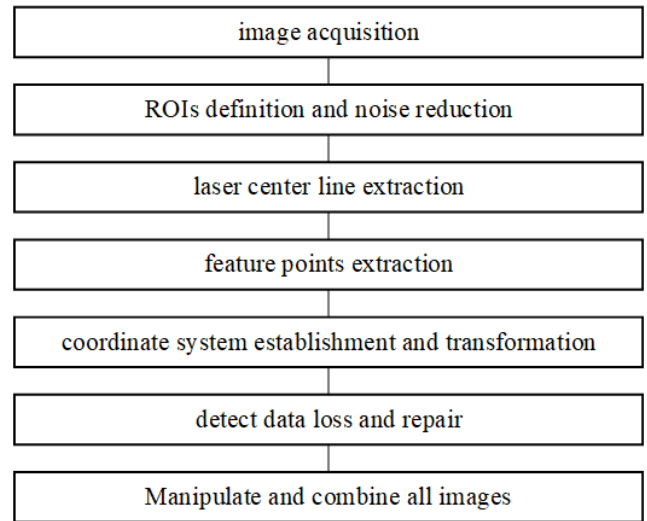 image acquisition
ROIs definition and noise reduction
laser center line extraction
feature points extraction
coordinate system establishment and transformation
detect data loss and repair
Manipulate and combine all images